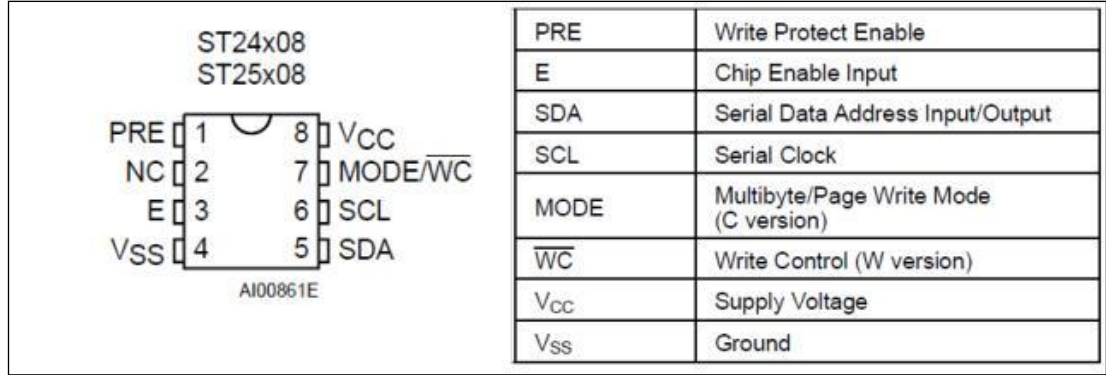 ST24x08
ST25x08
PRE 1 8 VCC
NC 2 7 MODE/W̅C̅
E 3 6 SCL
VSS 4 5 SDA
AI00861E
PRE Write Protect Enable
E Chip Enable Input
SDA Serial Data Address Input/Output
SCL Serial Clock
MODE Multibyte/Page Write Mode
(C version)
W̅C̅ Write Control (W version)
VCC Supply Voltage
VSS Ground